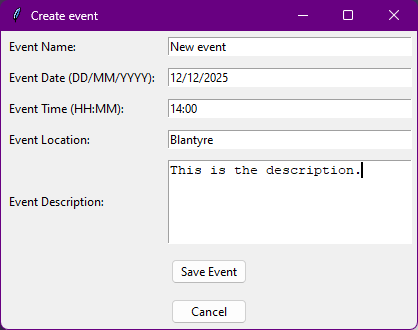 Create event
Event Name: New event
Event Date (DD/MM/YYYY): 12/12/2025
Event Time (HH:MM): 14:00
Event Location: Blantyre
This is the description.
Event Description:
Save Event
Cancel